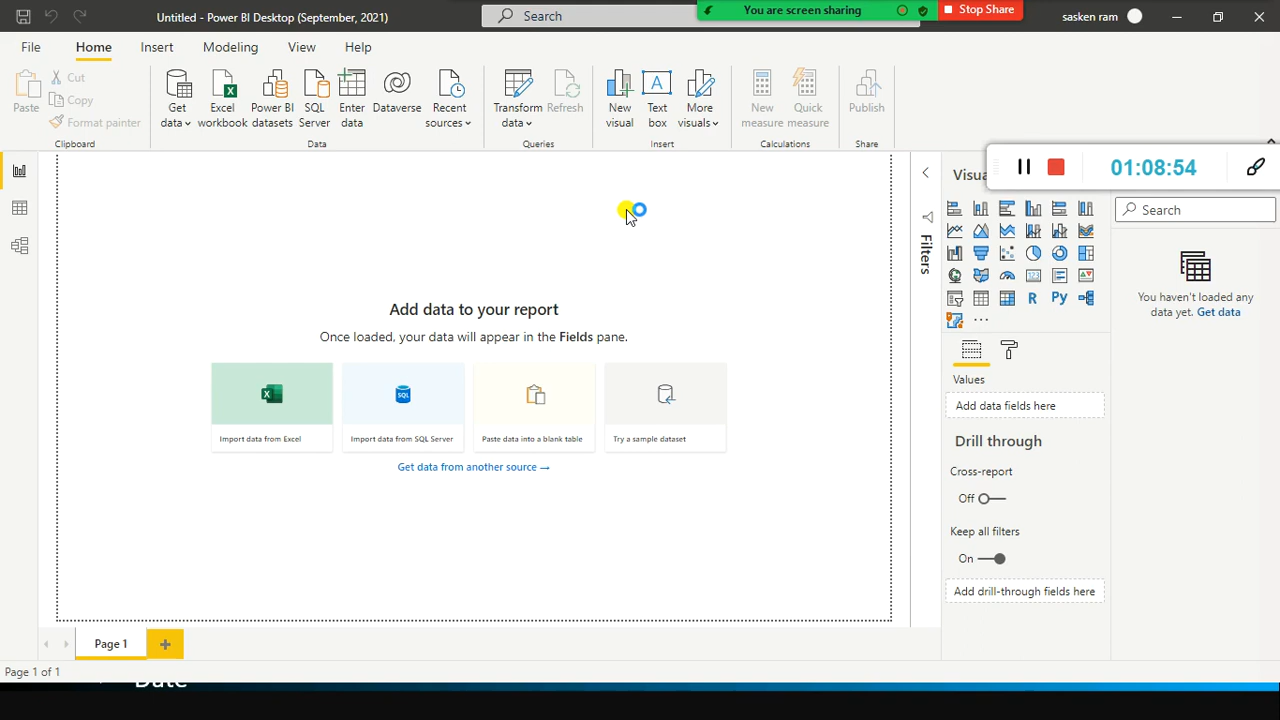 Untitled - Power BI Desktop (September, 2021)
Search
You are screen sharing
Stop Share
sasken ram
File
Home
Insert
Modeling
View
Help
Paste
Cut
Copy
Format painter
Clipboard
Get data
Excel workbook
Power BI datasets
SQL Server
Enter data
Dataverse
Recent sources
Data
Transform data
Refresh
Queries
New visual
Text box
More visuals
Insert
New measure
Quick measure
Calculations
Publish
Share
01:08:54
Filters
Search
You haven't loaded any
data yet. Get data
R
Py
Values
Add data fields here
Drill through
Cross-report
Off
Keep all filters
On
Add drill-through fields here
Add data to your report
Once loaded, your data will appear in the Fields pane.
SQL
Import data from Excel
Import data from SQL Server
Paste data into a blank table
Try a sample dataset
Get data from another source →
Page 1
Page 1 of 1
Date